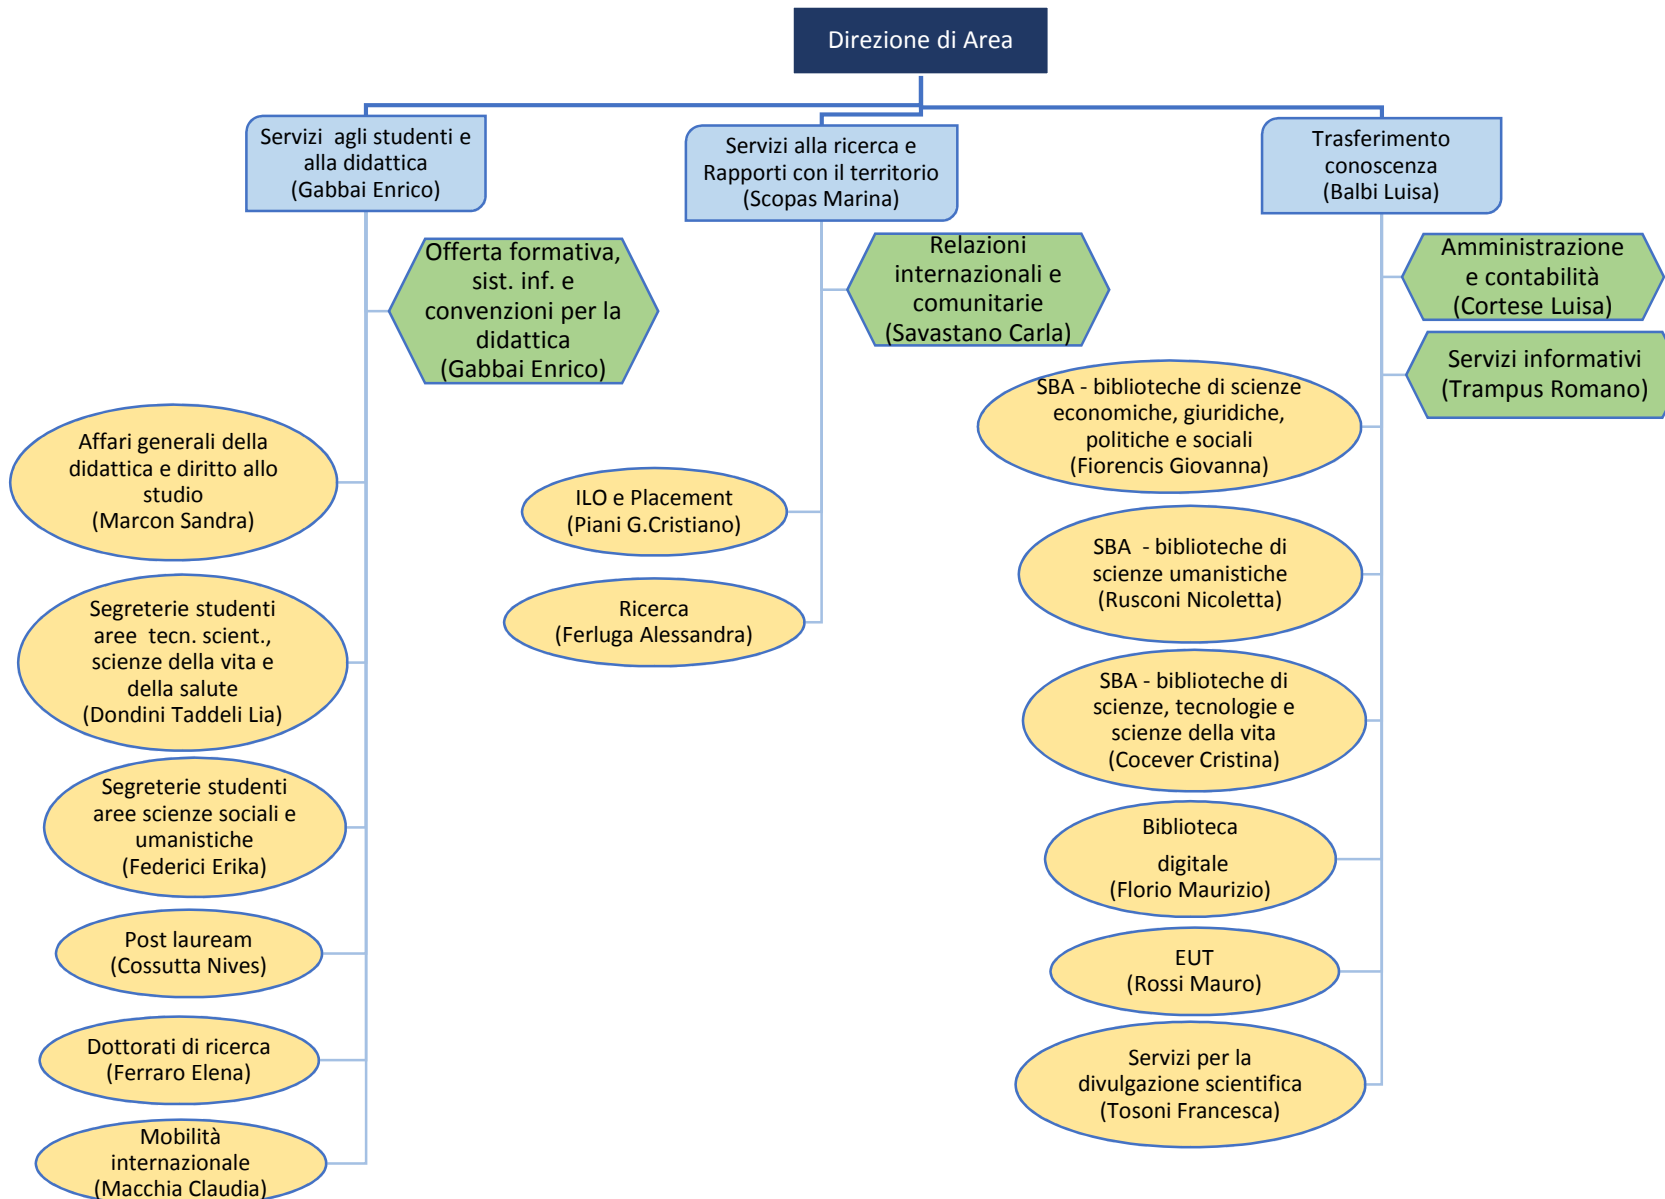 Direzione di Area
Servizi agli studenti e
alla didattica
(Gabbai Enrico)
Offerta formativa,
sist. inf. e
convenzioni per la
didattica
(Gabbai Enrico)
Affari generali della
didattica e diritto allo
studio
(Marcon Sandra)
Segreterie studenti
aree tecn. scient.,
scienze della vita e
della salute
(Dondini Taddeli Lia)
Segreterie studenti
aree scienze sociali e
umanistiche
(Federici Erika)
Post lauream
(Cossutta Nives)
Dottorati di ricerca
(Ferraro Elena)
Mobilità
internazionale
(Macchia Claudia)
Servizi alla ricerca e
Rapporti con il territorio
(Scopas Marina)
Relazioni
internazionali e
comunitarie
(Savastano Carla)
ILO e Placement
(Piani G.Cristiano)
Ricerca
(Ferluga Alessandra)
Trasferimento
conoscenza
(Balbi Luisa)
Amministrazione
e contabilità
(Cortese Luisa)
Servizi informativi
(Trampus Romano)
SBA - biblioteche di scienze
economiche, giuridiche,
politiche e sociali
(Fiorencis Giovanna)
SBA - biblioteche di
scienze umanistiche
(Rusconi Nicoletta)
SBA - biblioteche di
scienze, tecnologie e
scienze della vita
(Cocever Cristina)
Biblioteca
digitale
(Florio Maurizio)
EUT
(Rossi Mauro)
Servizi per la
divulgazione scientifica
(Tosoni Francesca)